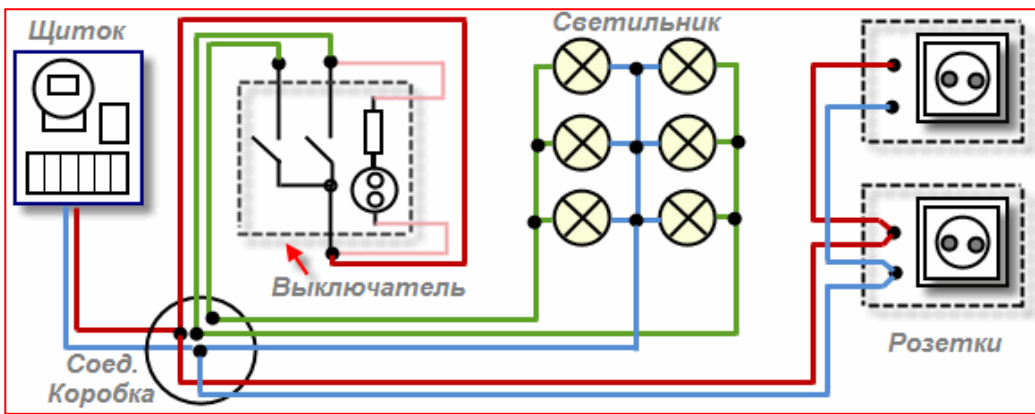 Щиток
Светильник
Выключатель
Соед.
Коробка
Розетки